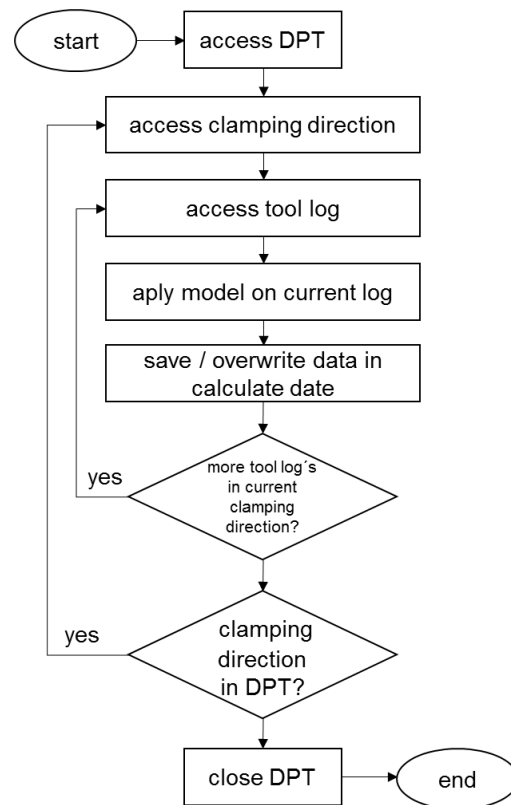 start
access DPT
access clamping direction
access tool log
aply model on current log
save / overwrite data in
calculate date
yes
more tool log´s
in current
clamping
direction?
yes
clamping
direction
in DPT?
close DPT
end